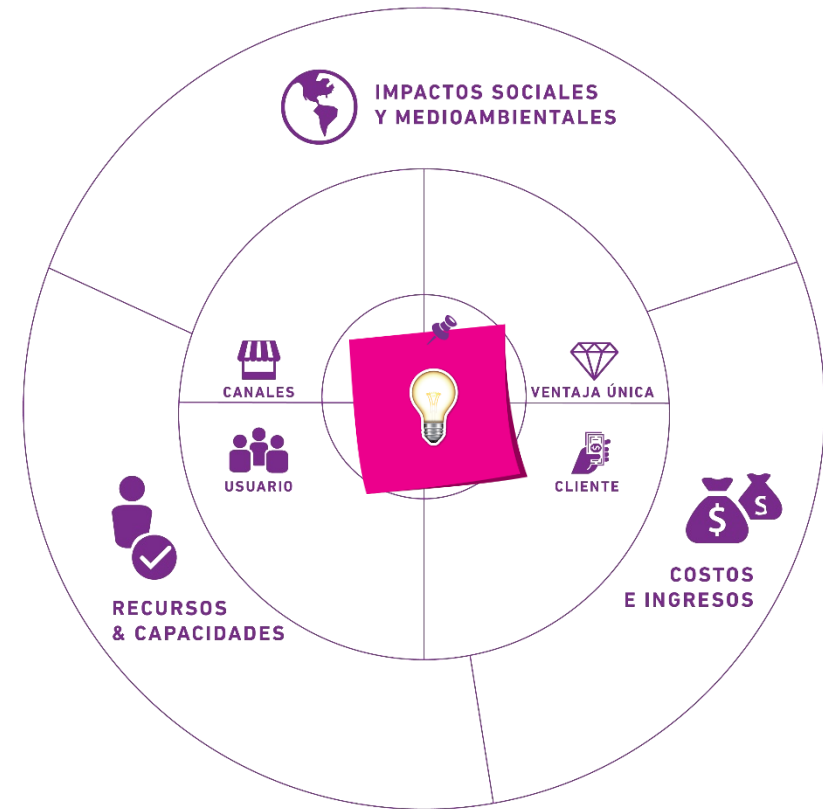 IMPACTOS SOCIALES
Y MEDIOAMBIENTALES
CANALES
VENTAJA ÚNICA
USUARIO
CLIENTE
$
$
$
RECURSOS
& CAPACIDADES
COSTOS
E INGRESOS